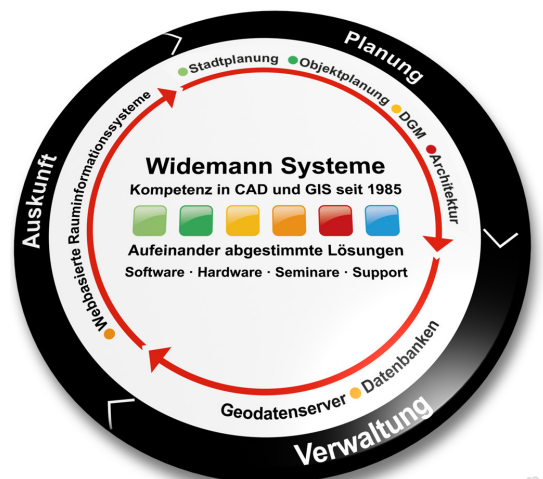 Planung
Stadtplanung
Objektplanung
DGM
Architektur
Auskunft
Webbasierte Rauminformationssysteme
Widemann Systeme
Kompetenz in CAD und GIS seit 1985
Aufeinander abgestimmte Lösungen
Software · Hardware · Seminare · Support
Geodatenserver
Datenbanken
Verwaltung